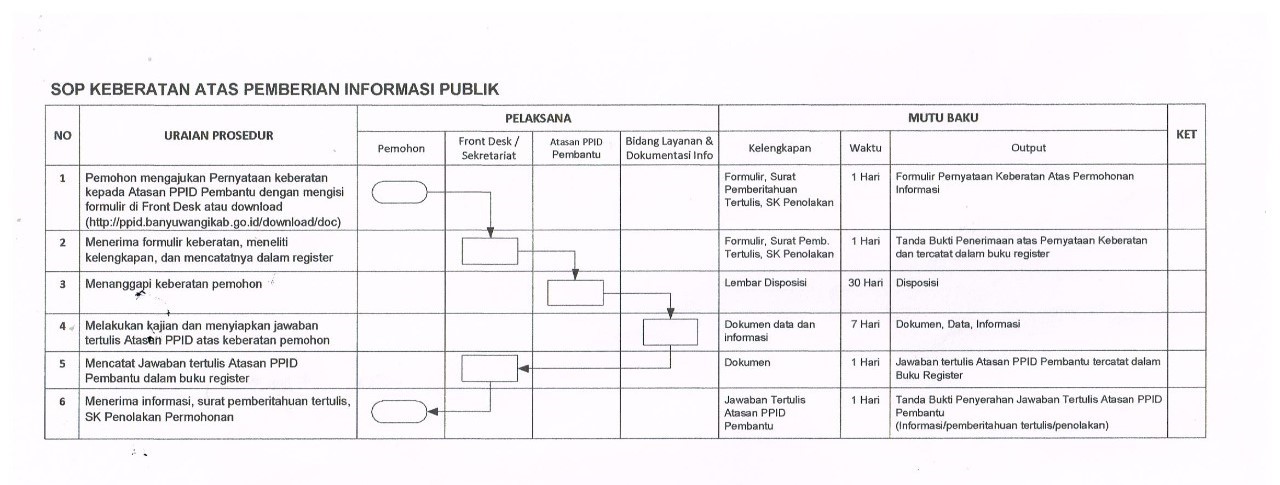 SOP KEBERATAN ATAS PEMBERIAN INFORMASI PUBLIK
NO
URAIAN PROSEDUR
PELAKSANA
MUTU BAKU
KET
Pemohon
Front Desk /
Sekretariat
Atasan PPID
Pembantu
Bidang Layanan &
Dokumentasi Info
Kelengkapan
Waktu
Output
1
Pemohon mengajukan Pernyataan keberatan
kepada Atasan PPID Pembantu dengan mengisi
formulir di Front Desk atau download
(http://ppid.banyuwangikab.go.id/download/doc)
Formulir, Surat
Pemberitahuan
Tertulis, SK Penolakan
1 Hari
Formulir Pernyataan Keberatan Atas Permohonan
Informasi
2
Menerima formulir keberatan, meneliti
kelengkapan, dan mencatatnya dalam register
Formulir, Surat Pemb.
Tertulis, SK Penolakan
1 Hari
Tanda Bukti Penerimaan atas Pernyataan Keberatan
dan tercatat dalam buku register
3
Menanggapi keberatan pemohon
Lembar Disposisi
30 Hari
Disposisi
4
Melakukan kajian dan menyiapkan jawaban
tertulis Atasan PPID atas keberatan pemohon
Dokumen data dan
informasi
7 Hari
Dokumen, Data, Informasi
5
Mencatat Jawaban tertulis Atasan PPID
Pembantu dalam buku register
Dokumen
1 Hari
Jawaban tertulis Atasan PPID Pembantu tercatat dalam
Buku Register
6
Menerima informasi, surat pemberitahuan tertulis,
SK Penolakan Permohonan
Jawaban Tertulis
Atasan PPID
Pembantu
1 Hari
Tanda Bukti Penyerahan Jawaban Tertulis Atasan PPID
Pembantu
(Informasi/pemberitahuan tertulis/penolakan)